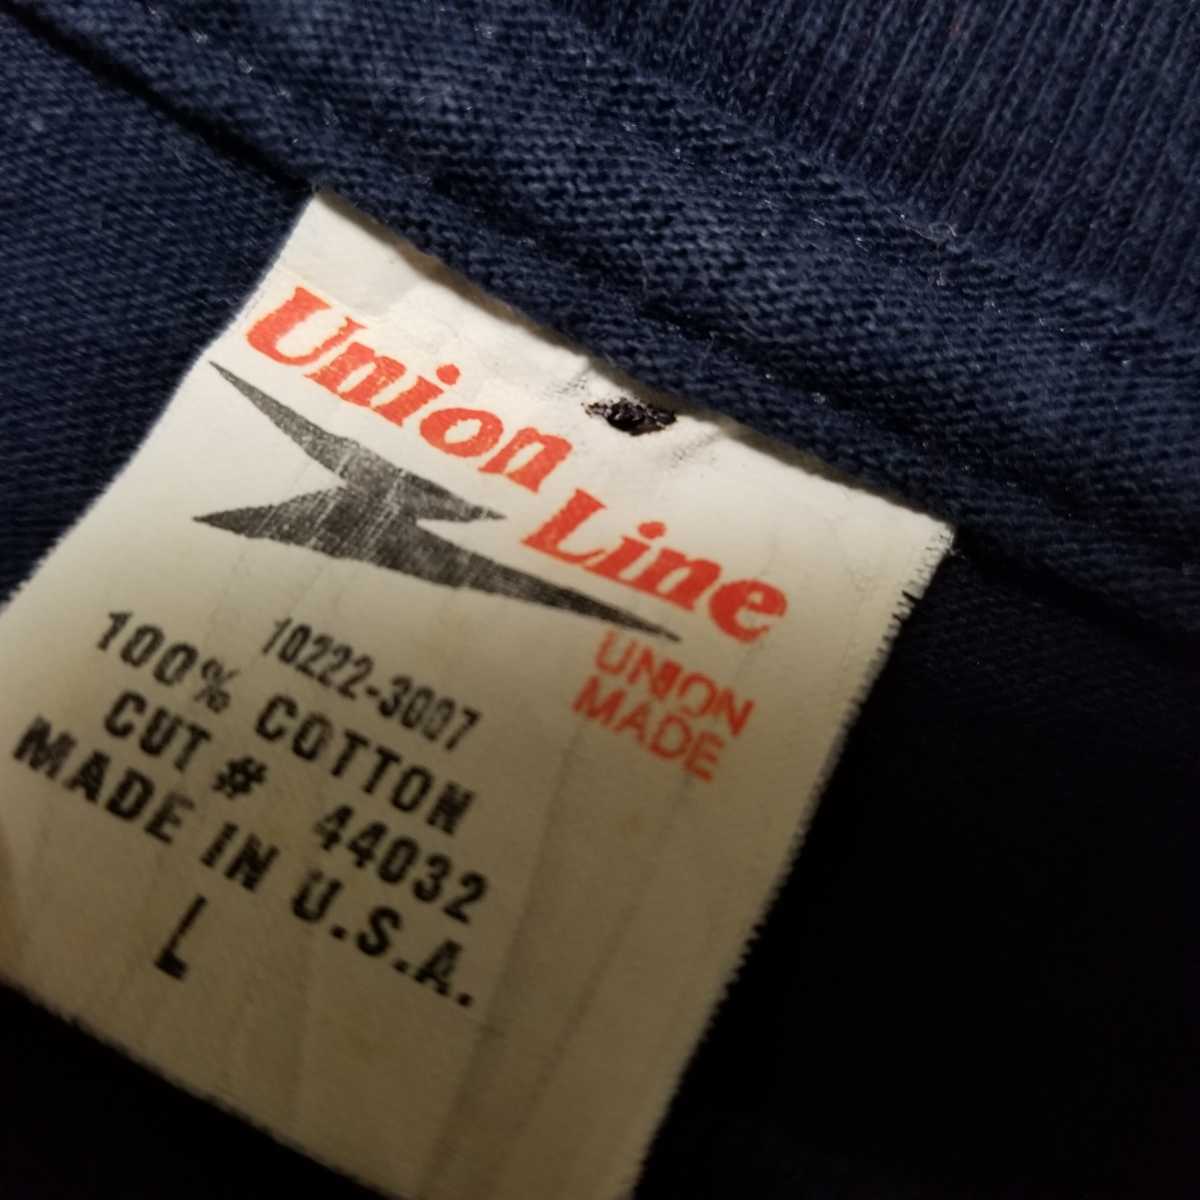 Union Line
UNION
MADE
10222-3007
100% COTTON
CUT # 44032
MADE IN U.S.A.
L